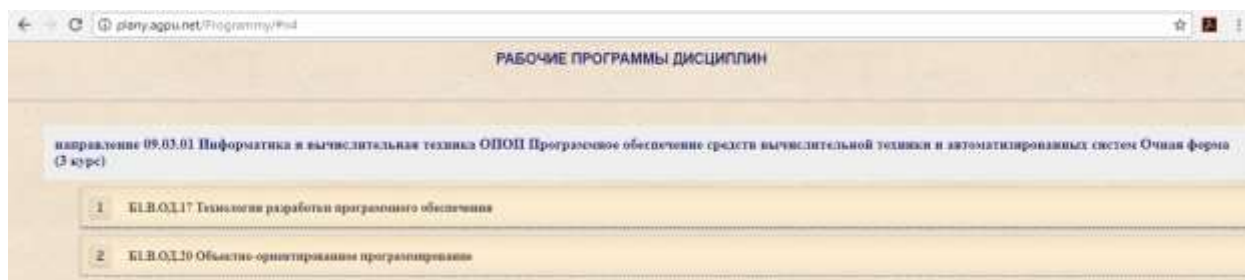 plany.agpu.net/Programmy/#n4
РАБОЧИЕ ПРОГРАММЫ ДИСЦИПЛИН
направление 09.03.01 Информатика и вычислительная техника ОПОП Программное обеспечение средств вычислительной техники и автоматизированных систем Очная форма
(3 курс)
1 Б1.В.ОД.17 Технология разработки программного обеспечения
2 Б1.В.ОД.20 Объектно-ориентированное программирование